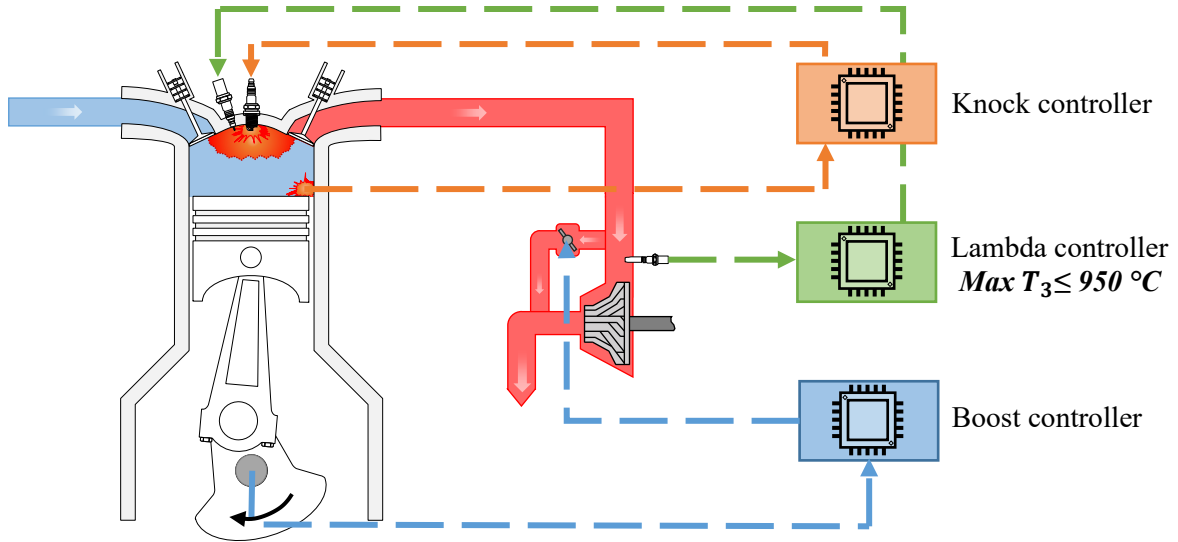 Knock controller
Lambda controller
Max T₃≤ 950 °C
Boost controller